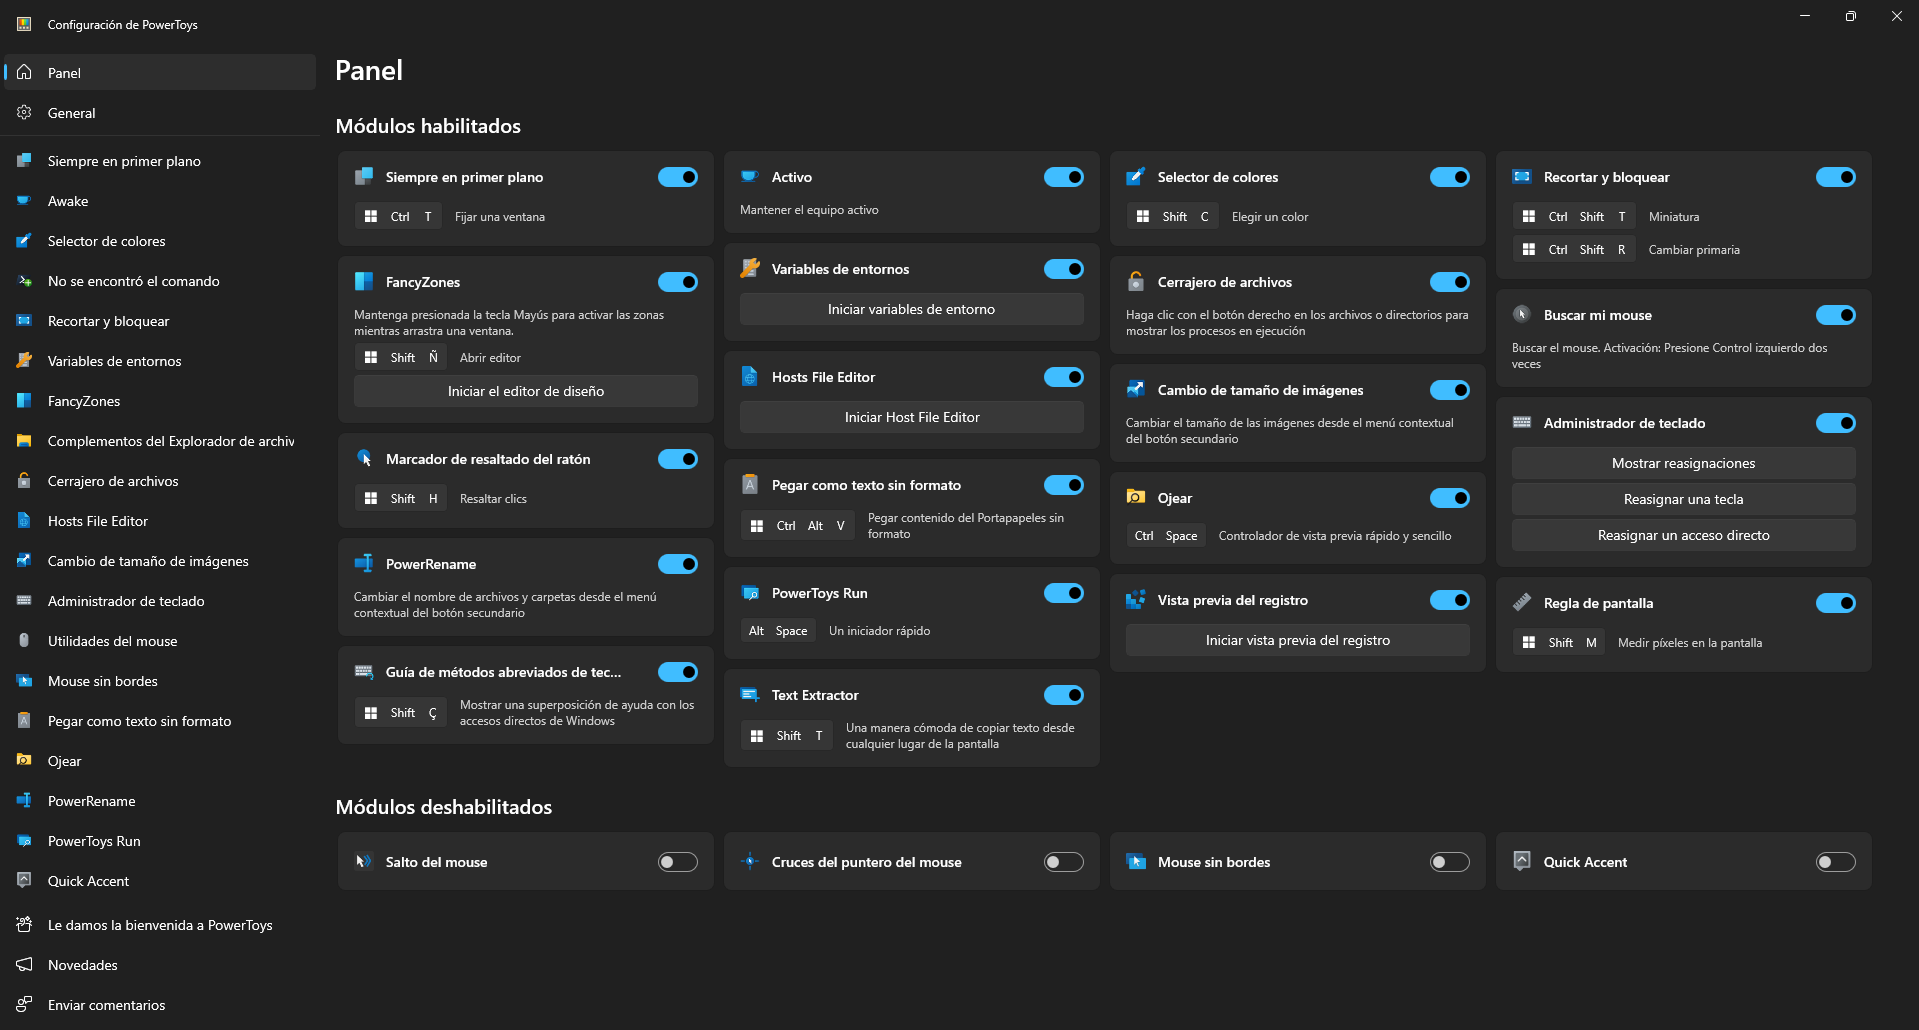 Configuración de PowerToys
Panel
General
Siempre en primer plano
Awake
Selector de colores
No se encontró el comando
Recortar y bloquear
Variables de entornos
FancyZones
Complementos del Explorador de archiv
Cerrajero de archivos
Hosts File Editor
Cambio de tamaño de imágenes
Administrador de teclado
Utilidades del mouse
Mouse sin bordes
Pegar como texto sin formato
Ojear
PowerRename
PowerToys Run
Quick Accent
Le damos la bienvenida a PowerToys
Novedades
Enviar comentarios
Panel
Módulos habilitados
Siempre en primer plano
Ctrl T Fijar una ventana
FancyZones
Mantenga presionada la tecla Mayús para activar las zonas
mientras arrastra una ventana.
Shift Ñ Abrir editor
Iniciar el editor de diseño
Marcador de resaltado del ratón
Shift H Resaltar clics
PowerRename
Cambiar el nombre de archivos y carpetas desde el menú
contextual del botón secundario
Guía de métodos abreviados de tec...
Shift Ç Mostrar una superposición de ayuda con los
accesos directos de Windows
Activo
Mantener el equipo activo
Variables de entornos
Iniciar variables de entorno
Hosts File Editor
Iniciar Host File Editor
Pegar como texto sin formato
Ctrl Alt V Pegar contenido del Portapapeles sin
formato
PowerToys Run
Alt Space Un iniciador rápido
Text Extractor
Shift T Una manera cómoda de copiar texto desde
cualquier lugar de la pantalla
Selector de colores
Shift C Elegir un color
Cerrajero de archivos
Haga clic con el botón derecho en los archivos o directorios para
mostrar los procesos en ejecución
Cambio de tamaño de imágenes
Cambiar el tamaño de las imágenes desde el menú contextual
del botón secundario
Ojear
Ctrl Space Controlador de vista previa rápido y sencillo
Vista previa del registro
Iniciar vista previa del registro
Recortar y bloquear
Ctrl Shift T Miniatura
Ctrl Shift R Cambiar primaria
Buscar mi mouse
Buscar el mouse. Activación: Presione Control izquierdo dos
veces
Administrador de teclado
Mostrar reasignaciones
Reasignar una tecla
Reasignar un acceso directo
Regla de pantalla
Shift M Medir píxeles en la pantalla
Módulos deshabilitados
Salto del mouse
Cruces del puntero del mouse
Mouse sin bordes
Quick Accent